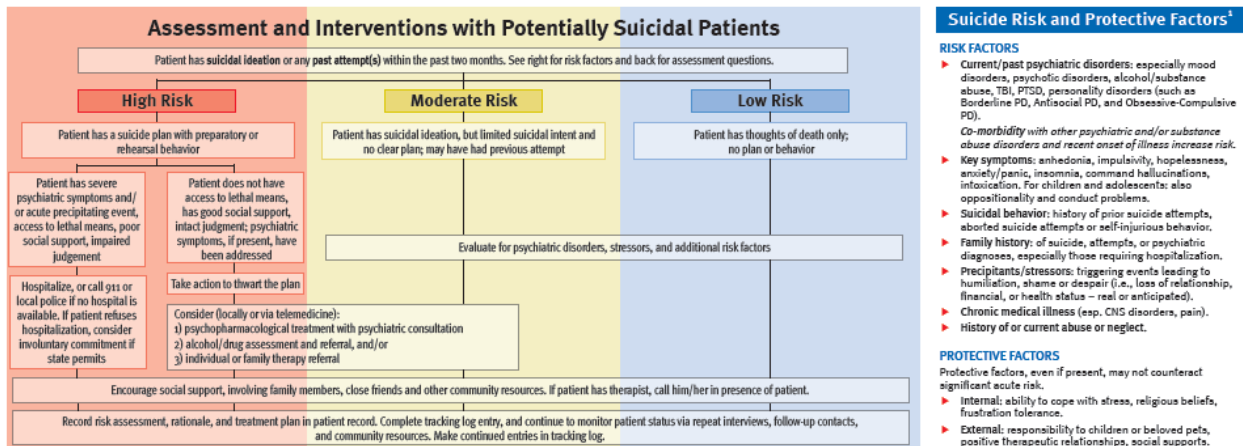 Assessment and Interventions with Potentially Suicidal Patients
Patient has suicidal ideation or any past attempt(s) within the past two months. See right for risk factors and back for assessment questions.
High Risk
Moderate Risk
Low Risk
Patient has a suicide plan with preparatory or
rehearsal behavior
Patient has suicidal ideation, but limited suicidal intent and
no clear plan; may have had previous attempt
Patient has thoughts of death only;
no plan or behavior
Patient has severe
psychiatric symptoms and/
or acute precipitating event,
access to lethal means, poor
social support, impaired
judgement
Patient does not have
access to lethal means,
has good social support,
intact judgment; psychiatric
symptoms, if present, have
been addressed
Evaluate for psychiatric disorders, stressors, and additional risk factors
Hospitalize, or call 911 or
local police if no hospital is
available. If patient refuses
hospitalization, consider
involuntary commitment if
state permits
Take action to thwart the plan
Consider (locally or via telemedicine):
1) psychopharmacological treatment with psychiatric consultation
2) alcohol/drug assessment and referral, and/or
3) individual or family therapy referral
Encourage social support, involving family members, close friends and other community resources. If patient has therapist, call him/her in presence of patient.
Record risk assessment, rationale, and treatment plan in patient record. Complete tracking log entry, and continue to monitor patient status via repeat interviews, follow-up contacts,
and community resources. Make continued entries in tracking log.
Suicide Risk and Protective Factors¹
RISK FACTORS
▶ Current/past psychiatric disorders: especially mood
disorders, psychotic disorders, alcohol/substance
abuse, TBI, PTSD, personality disorders (such as
Borderline PD, Antisocial PD, and Obsessive-Compulsive
PD).
Co-morbidity with other psychiatric and/or substance
abuse disorders and recent onset of illness increase risk.
▶ Key symptoms: anhedonia, impulsivity, hopelessness,
anxiety/panic, insomnia, command hallucinations,
intoxication. For children and adolescents: also
oppositionality and conduct problems.
▶ Suicidal behavior: history of prior suicide attempts,
aborted suicide attempts or self-injurious behavior.
▶ Family history: of suicide, attempts, or psychiatric
diagnoses, especially those requiring hospitalization.
▶ Precipitants/stressors: triggering events leading to
humiliation, shame or despair (i.e., loss of relationship,
financial, or health status – real or anticipated).
▶ Chronic medical illness (esp. CNS disorders, pain).
▶ History of or current abuse or neglect.
PROTECTIVE FACTORS
Protective factors, even if present, may not counteract
significant acute risk.
▶ Internal: ability to cope with stress, religious beliefs,
frustration tolerance.
▶ External: responsibility to children or beloved pets,
positive therapeutic relationships, social supports.